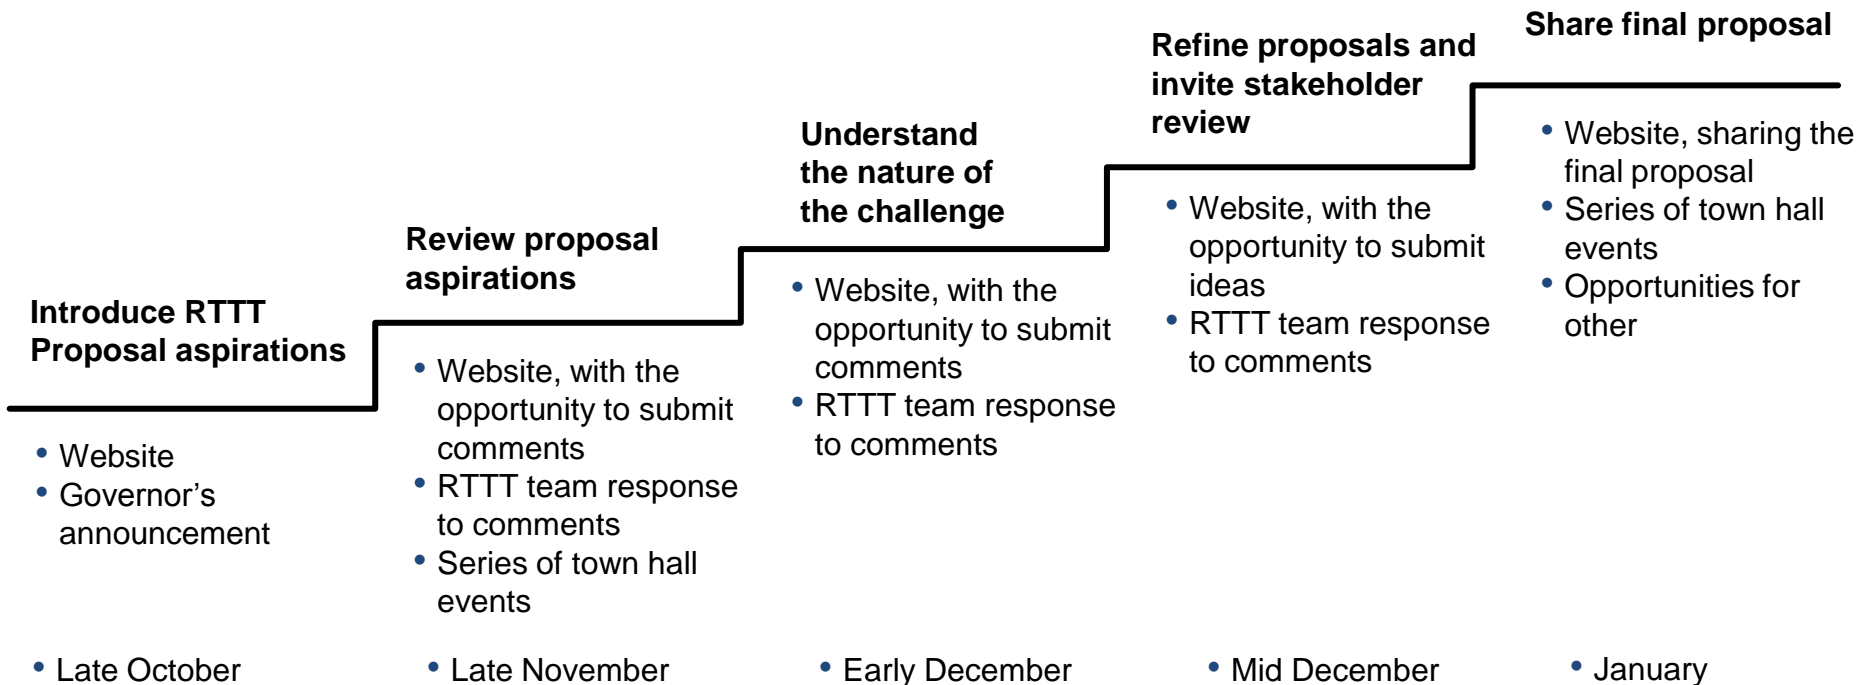 Introduce RTTT
Proposal aspirations
• Website
• Governor’s
announcement
• Late October
Review proposal
aspirations
• Website, with the
opportunity to submit
comments
• RTTT team response
to comments
• Series of town hall
events
• Late November
Understand
the nature of
the challenge
• Website, with the
opportunity to submit
comments
• RTTT team response
to comments
• Early December
Refine proposals and
invite stakeholder
review
• Website, with the
opportunity to submit
ideas
• RTTT team response
to comments
• Mid December
Share final proposal
• Website, sharing the
final proposal
• Series of town hall
events
• Opportunities for
other
• January